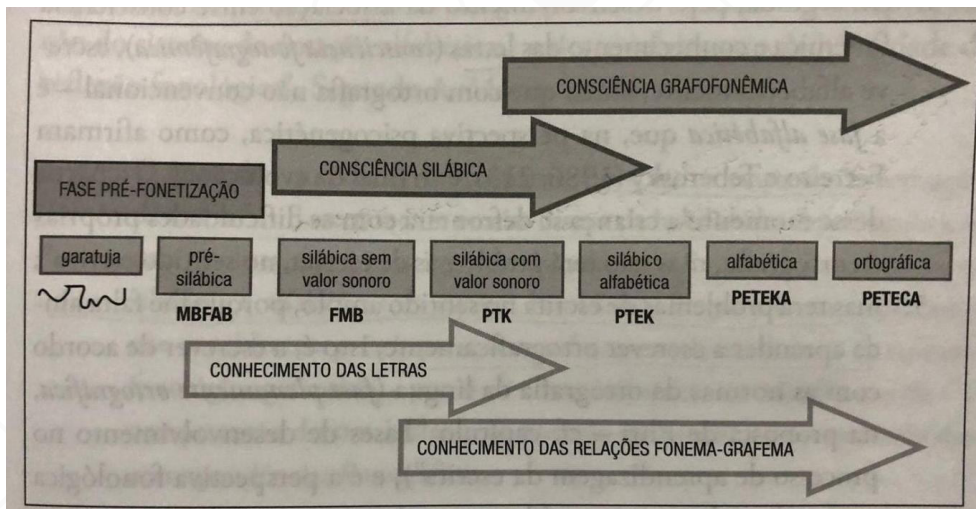 CONSCIÊNCIA GRAFOFONÊMICA
CONSCIÊNCIA SILÁBICA
FASE PRÉ-FONETIZAÇÃO
garatuja
pré-
silábica
MBFAB
silábica sem
valor sonoro
FMB
silábica com
valor sonoro
PTK
silábico
alfabética
PTEK
alfabética
PETEKA
ortográfica
PETECA
CONHECIMENTO DAS LETRAS
CONHECIMENTO DAS RELAÇÕES FONEMA-GRAFEMA